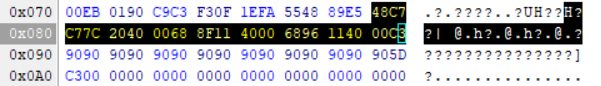 0x070 00EB 0190 C9C3 F30F 1EFA 5548 89E5 48C7 .?.????..?UH??H?
0x080 C77C 2040 0068 8F11 4000 6896 1140 00C3 ?| @.h?.@.h?.@.?
0x090 9090 9090 9090 9090 9090 9090 9090 905D ???????????????]
0x0A0 C300 0000 0000 0000 0000 0000 0000 0000 ?...............